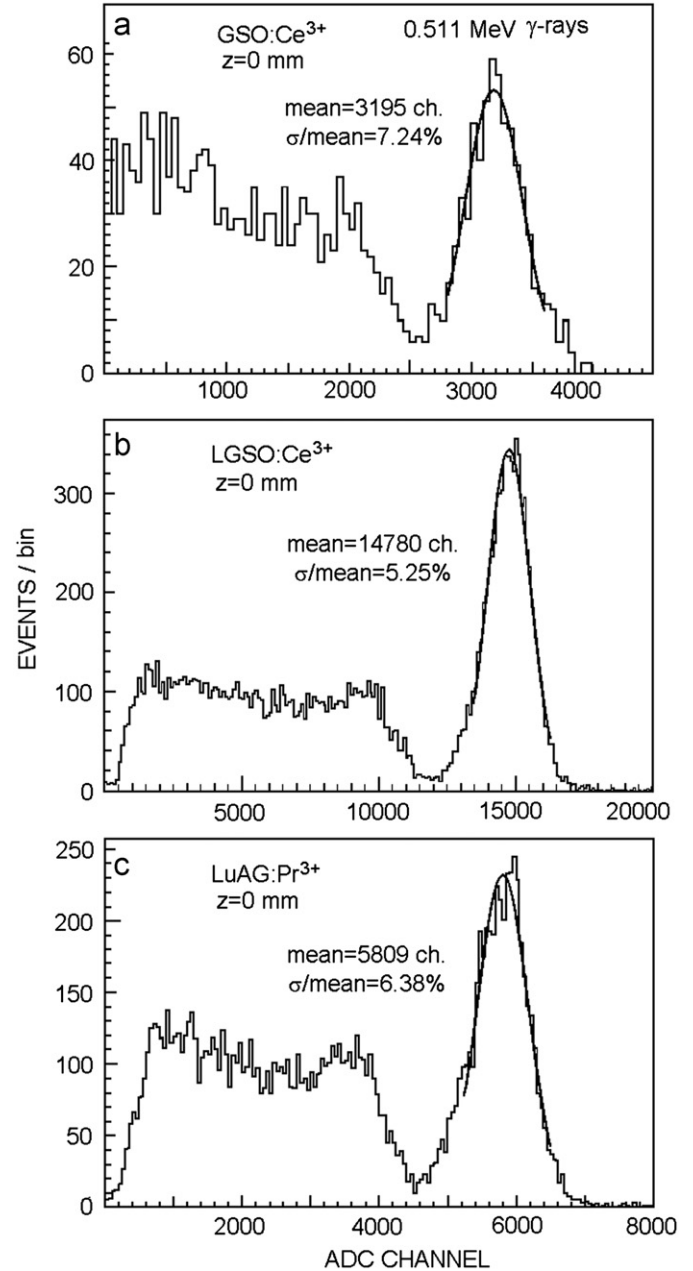 a
GSO:Ce³⁺
z=0 mm
0.511 MeV γ-rays
mean=3195 ch.
σ/mean=7.24%
60
40
20
0
1000 2000 3000 4000
b
LGSO:Ce³⁺
z=0 mm
mean=14780 ch.
σ/mean=5.25%
EVENTS / bin
300
200
100
0
5000 10000 15000 20000
c
LuAG:Pr³⁺
z=0 mm
mean=5809 ch.
σ/mean=6.38%
250
200
150
100
50
0
2000 4000 6000 8000
ADC CHANNEL